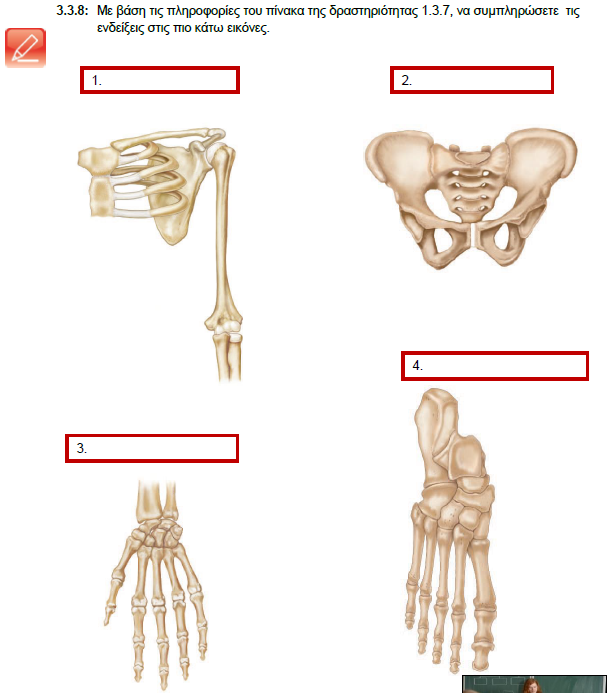 3.3.8: Με βάση τις πληροφορίες του πίνακα της δραστηριότητας 1.3.7, να συμπληρώσετε τις
ενδείξεις στις πιο κάτω εικόνες.
1.
2.
4.
3.